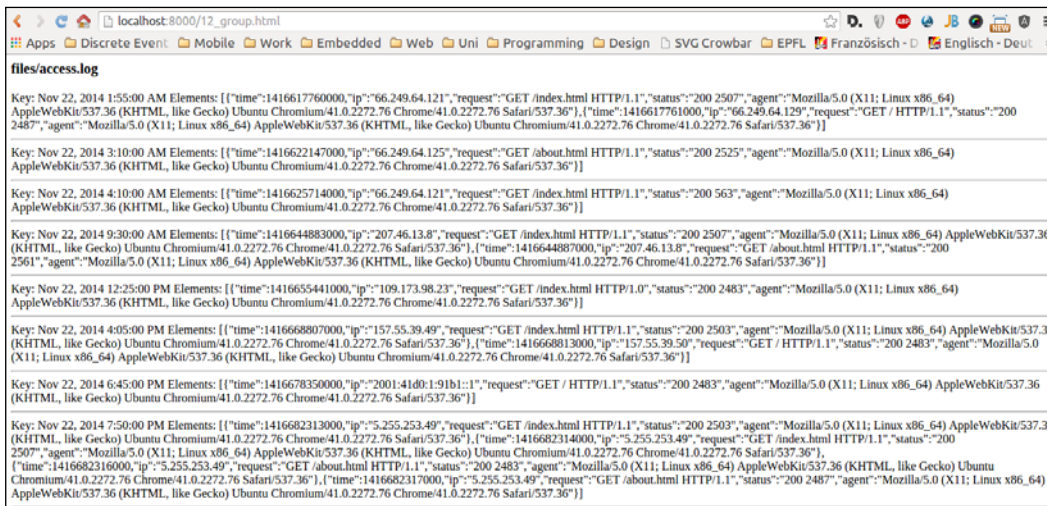 localhost:8000/12_group.html
Apps Discrete Event Mobile Work Embedded Web Uni Programming Design SVG Crowbar EPFL Französisch - D Englisch - Deut
files/access.log
Key: Nov 22, 2014 1:55:00 AM Elements: [{"time":1416617760000,"ip":"66.249.64.121","request":"GET /index.html HTTP/1.1","status":"200 2507","agent":"Mozilla/5.0 (X11; Linux x86_64)
AppleWebKit/537.36 (KHTML, like Gecko) Ubuntu Chromium/41.0.2272.76 Chrome/41.0.2272.76 Safari/537.36"},{"time":1416617761000,"ip":"66.249.64.129","request":"GET / HTTP/1.1","status":"200
2487","agent":"Mozilla/5.0 (X11; Linux x86_64) AppleWebKit/537.36 (KHTML, like Gecko) Ubuntu Chromium/41.0.2272.76 Chrome/41.0.2272.76 Safari/537.36"}]
Key: Nov 22, 2014 3:10:00 AM Elements: [{"time":1416622147000,"ip":"66.249.64.125","request":"GET /about.html HTTP/1.1","status":"200 2525","agent":"Mozilla/5.0 (X11; Linux x86_64)
AppleWebKit/537.36 (KHTML, like Gecko) Ubuntu Chromium/41.0.2272.76 Chrome/41.0.2272.76 Safari/537.36"}]
Key: Nov 22, 2014 4:10:00 AM Elements: [{"time":1416625714000,"ip":"66.249.64.121","request":"GET /index.html HTTP/1.1","status":"200 563","agent":"Mozilla/5.0 (X11; Linux x86_64)
AppleWebKit/537.36 (KHTML, like Gecko) Ubuntu Chromium/41.0.2272.76 Chrome/41.0.2272.76 Safari/537.36"}]
Key: Nov 22, 2014 9:30:00 AM Elements: [{"time":1416644883000,"ip":"207.46.13.8","request":"GET /index.html HTTP/1.1","status":"200 2507","agent":"Mozilla/5.0 (X11; Linux x86_64) AppleWebKit/537.36
(KHTML, like Gecko) Ubuntu Chromium/41.0.2272.76 Chrome/41.0.2272.76 Safari/537.36"},{"time":1416644887000,"ip":"207.46.13.8","request":"GET /about.html HTTP/1.1","status":"200
2561","agent":"Mozilla/5.0 (X11; Linux x86_64) AppleWebKit/537.36 (KHTML, like Gecko) Ubuntu Chromium/41.0.2272.76 Chrome/41.0.2272.76 Safari/537.36"}]
Key: Nov 22, 2014 12:25:00 PM Elements: [{"time":1416655441000,"ip":"109.173.98.23","request":"GET /index.html HTTP/1.0","status":"200 2483","agent":"Mozilla/5.0 (X11; Linux x86_64)
AppleWebKit/537.36 (KHTML, like Gecko) Ubuntu Chromium/41.0.2272.76 Chrome/41.0.2272.76 Safari/537.36"}]
Key: Nov 22, 2014 4:05:00 PM Elements: [{"time":1416668807000,"ip":"157.55.39.49","request":"GET /index.html HTTP/1.1","status":"200 2503","agent":"Mozilla/5.0 (X11; Linux x86_64) AppleWebKit/537.3
(KHTML, like Gecko) Ubuntu Chromium/41.0.2272.76 Chrome/41.0.2272.76 Safari/537.36"},{"time":1416668813000,"ip":"157.55.39.50","request":"GET / HTTP/1.1","status":"200 2483","agent":"Mozilla/5.0
(X11; Linux x86_64) AppleWebKit/537.36 (KHTML, like Gecko) Ubuntu Chromium/41.0.2272.76 Chrome/41.0.2272.76 Safari/537.36"}]
Key: Nov 22, 2014 6:45:00 PM Elements: [{"time":1416678350000,"ip":"2001:41d0:1:91b1::1","request":"GET / HTTP/1.1","status":"200 2483","agent":"Mozilla/5.0 (X11; Linux x86_64) AppleWebKit/537.36
(KHTML, like Gecko) Ubuntu Chromium/41.0.2272.76 Chrome/41.0.2272.76 Safari/537.36"}]
Key: Nov 22, 2014 7:50:00 PM Elements: [{"time":1416682313000,"ip":"5.255.253.49","request":"GET / HTTP/1.1","status":"200 2503","agent":"Mozilla/5.0 (X11; Linux x86_64) AppleWebKit/537.3
(KHTML, like Gecko) Ubuntu Chromium/41.0.2272.76 Chrome/41.0.2272.76 Safari/537.36"},{"time":1416682314000,"ip":"5.255.253.49","request":"GET /index.html HTTP/1.1","status":"200
2507","agent":"Mozilla/5.0 (X11; Linux x86_64) AppleWebKit/537.36 (KHTML, like Gecko) Ubuntu Chromium/41.0.2272.76 Chrome/41.0.2272.76 Safari/537.36"},
{"time":1416682316000,"ip":"5.255.253.49","request":"GET /about.html HTTP/1.1","status":"200 2483","agent":"Mozilla/5.0 (X11; Linux x86_64) AppleWebKit/537.36 (KHTML, like Gecko) Ubuntu
Chromium/41.0.2272.76 Chrome/41.0.2272.76 Safari/537.36"},{"time":1416682317000,"ip":"5.255.253.49","request":"GET /about.html HTTP/1.1","status":"200 2487","agent":"Mozilla/5.0 (X11; Linux x86_64)
AppleWebKit/537.36 (KHTML, like Gecko) Ubuntu Chromium/41.0.2272.76 Chrome/41.0.2272.76 Safari/537.36"}]